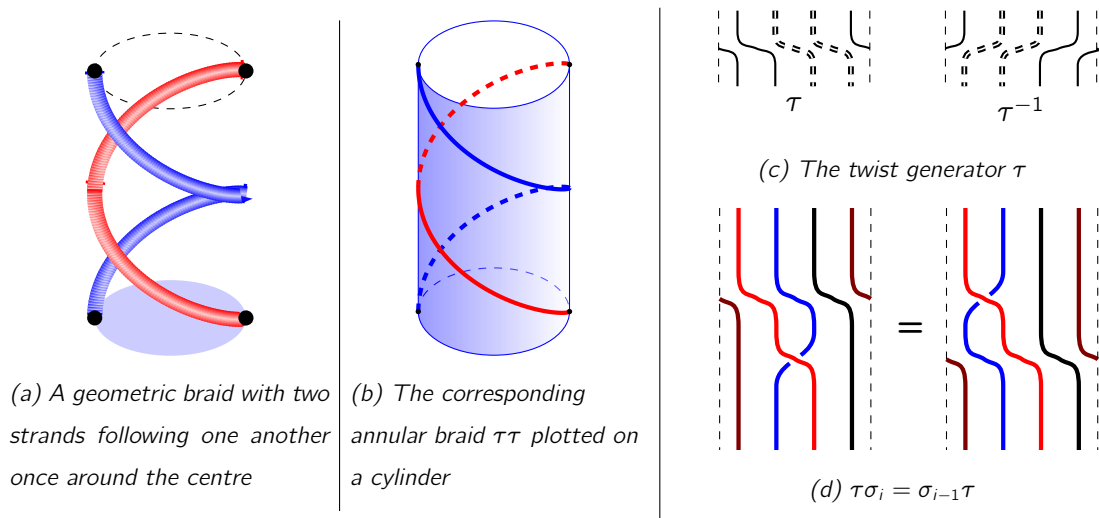 (a) A geometric braid with two
strands following one another
once around the centre
(b) The corresponding
annular braid ττ plotted on
a cylinder
τ
τ⁻¹
(c) The twist generator τ
=
(d) τσᵢ = σᵢ₋₁τ